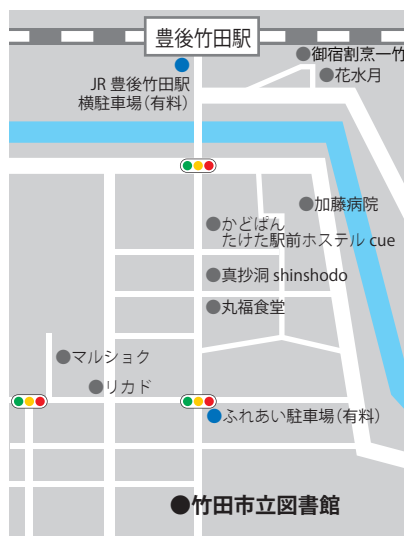 豊後竹田駅
●御宿割烹一竹
●花水月
JR 豊後竹田駅
横駐車場(有料)
●加藤病院
●かどぱん
たけた駅前ホステル cue
●真抄洞 shinshodo
●丸福食堂
●マルショク
●リカド
●ふれあい駐車場(有料)
●竹田市立図書館